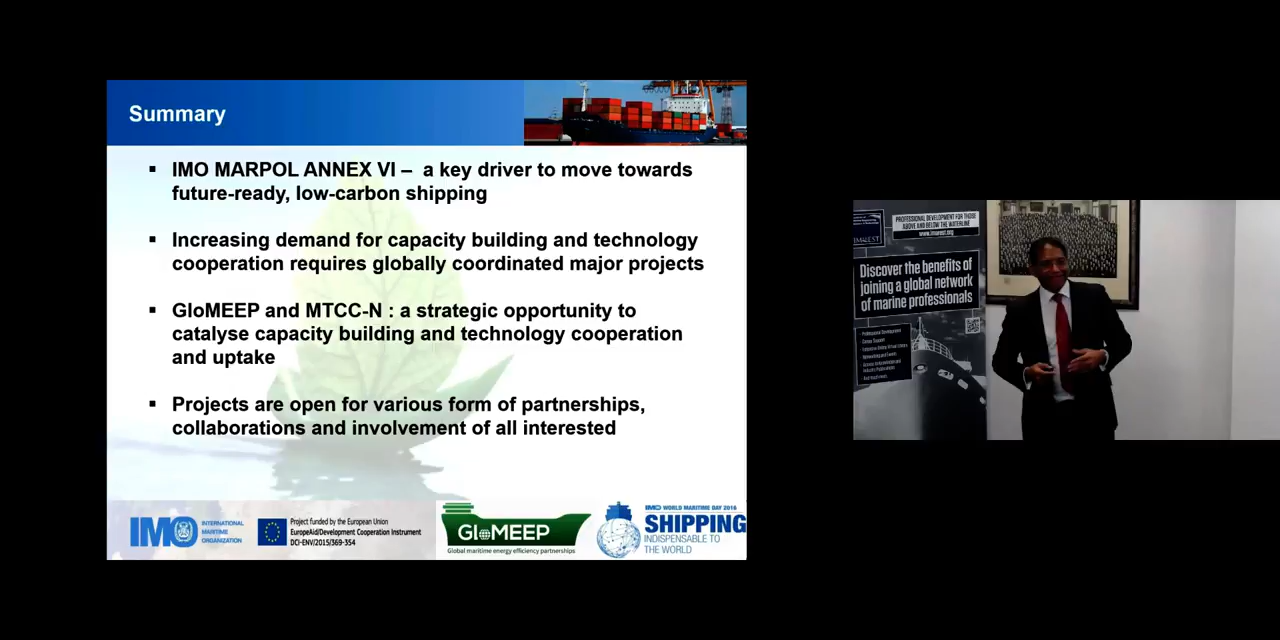 Summary
▪ IMO MARPOL ANNEX VI – a key driver to move towards
future-ready, low-carbon shipping
▪ Increasing demand for capacity building and technology
cooperation requires globally coordinated major projects
▪ GloMEEP and MTCC-N : a strategic opportunity to
catalyse capacity building and technology cooperation
and uptake
▪ Projects are open for various form of partnerships,
collaborations and involvement of all interested
IMO
INTERNATIONAL
MARITIME
ORGANIZATION
Project funded by the European Union
EuropeAid/Development Cooperation Instrument
DCI-ENV/2015/369-354
GloMEEP
Global maritime energy efficiency partnerships
IMO WORLD MARITIME DAY 2016
SHIPPING
INDISPENSABLE TO
THE WORLD
IMarEST
PROFESSIONAL DEVELOPMENT FOR THOSE
ABOVE AND BELOW THE WATERLINE
www.imarest.org
Discover the benefits of
joining a global network
of marine professionals